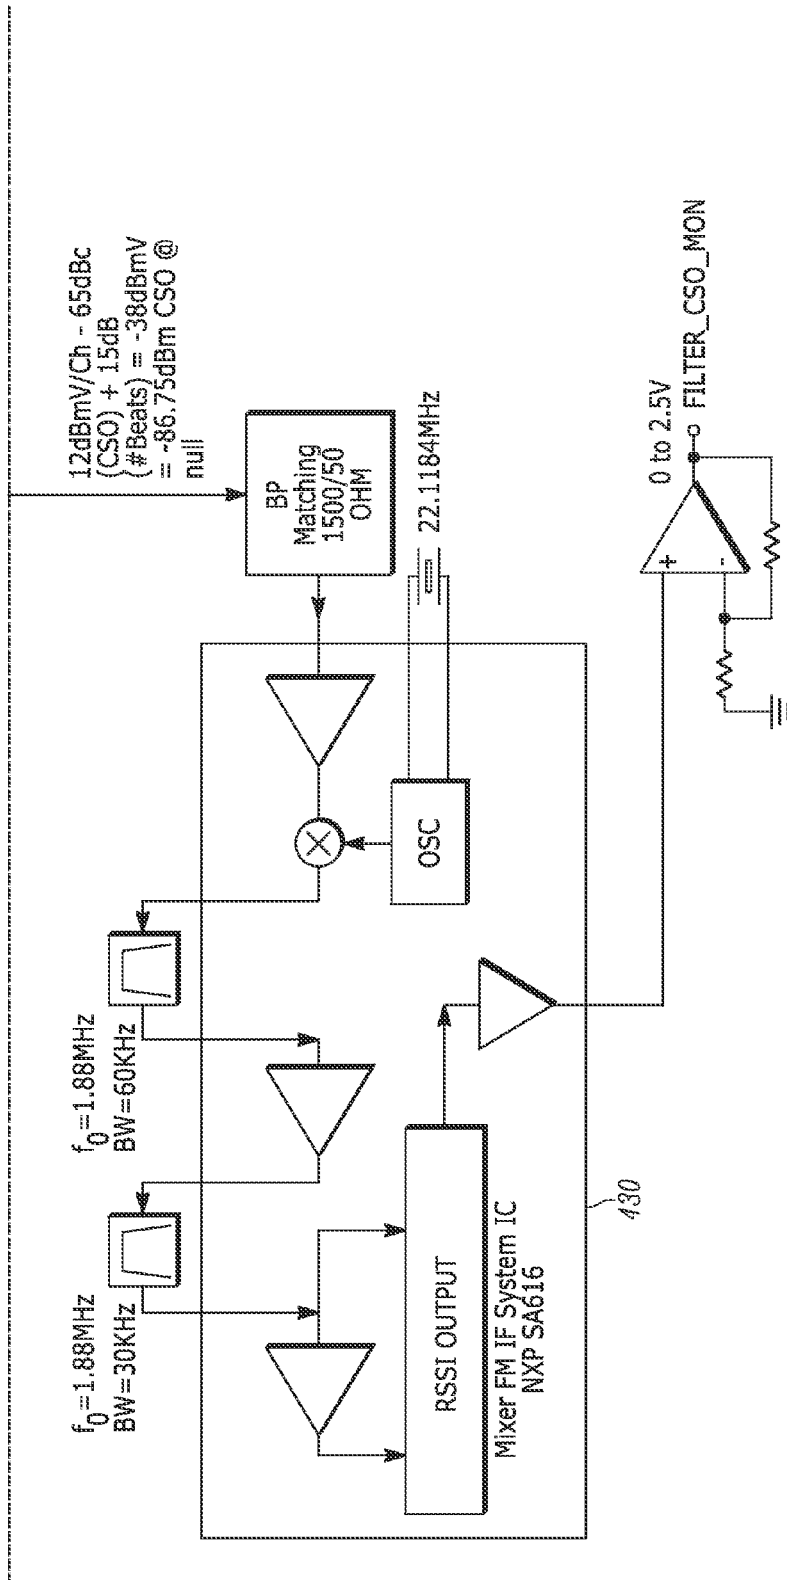 12dBmV/Ch - 65dBc
(CSO) + 15dB
(#Beats) = -38dBmV
= -86.75dBm CSO @
null
BP
Matching
1500/50
OHM
22.1184MHz
OSC
f0=1.88MHz
BW=60KHz
f0=1.88MHz
BW=30KHz
RSSI OUTPUT
Mixer FM IF System IC
NXP SA616
430
0 to 2.5V
FILTER_CSO_MON
+
-